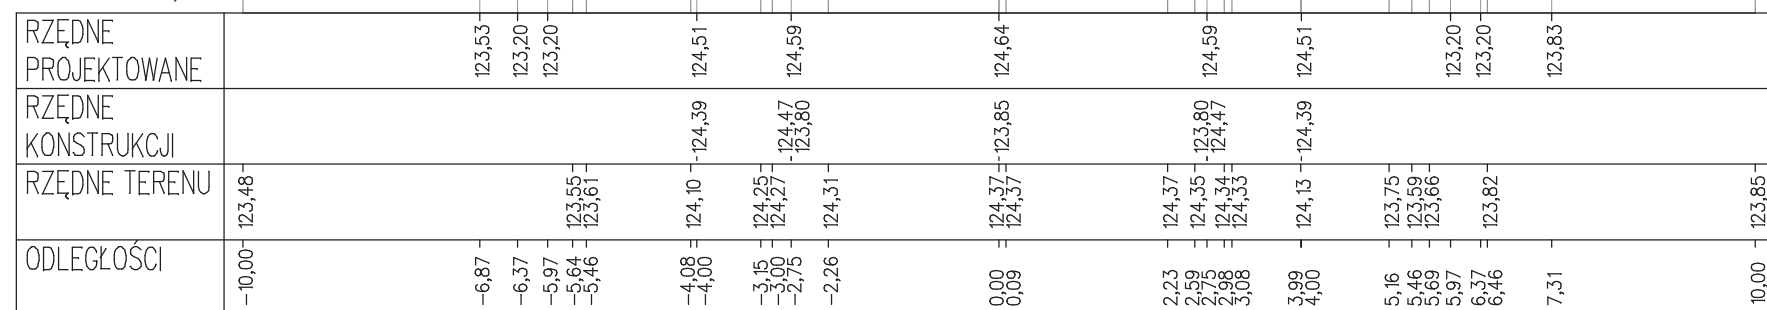 RZĘDNE
PROJEKTOWANE
123,53 123,20 123,20 124,51 124,59 124,64 124,59 124,51 123,20 123,20 123,83
RZĘDNE
KONSTRUKCJI
124,39 124,47 123,80 123,85 123,80 124,47 124,39
RZĘDNE TERENU
123,48 123,55 123,61 124,10 124,25 124,27 124,31 124,37 124,37 124,37 124,35 124,34 124,33 124,13 123,75 123,59 123,66 123,82 123,85
ODLEGŁOŚCI
-10,00 -6,87 -6,37 -5,97 -5,64 -5,46 -4,08 -4,00 -3,15 -3,00 -2,75 -2,26 0,00 0,09 2,23 2,59 2,75 2,98 3,08 3,99 4,00 5,16 5,46 5,69 5,97 6,37 6,46 7,31 10,00